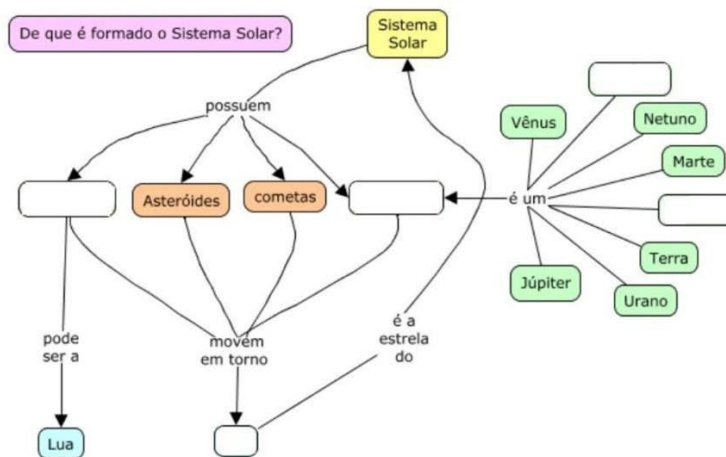 De que é formado o Sistema Solar?
Sistema
Solar
possuem
Vênus
Netuno
Marte
Asteróides
cometas
é um
Terra
Júpiter
Urano
pode
ser a
movem
em torno
é a
estrela
do
Lua